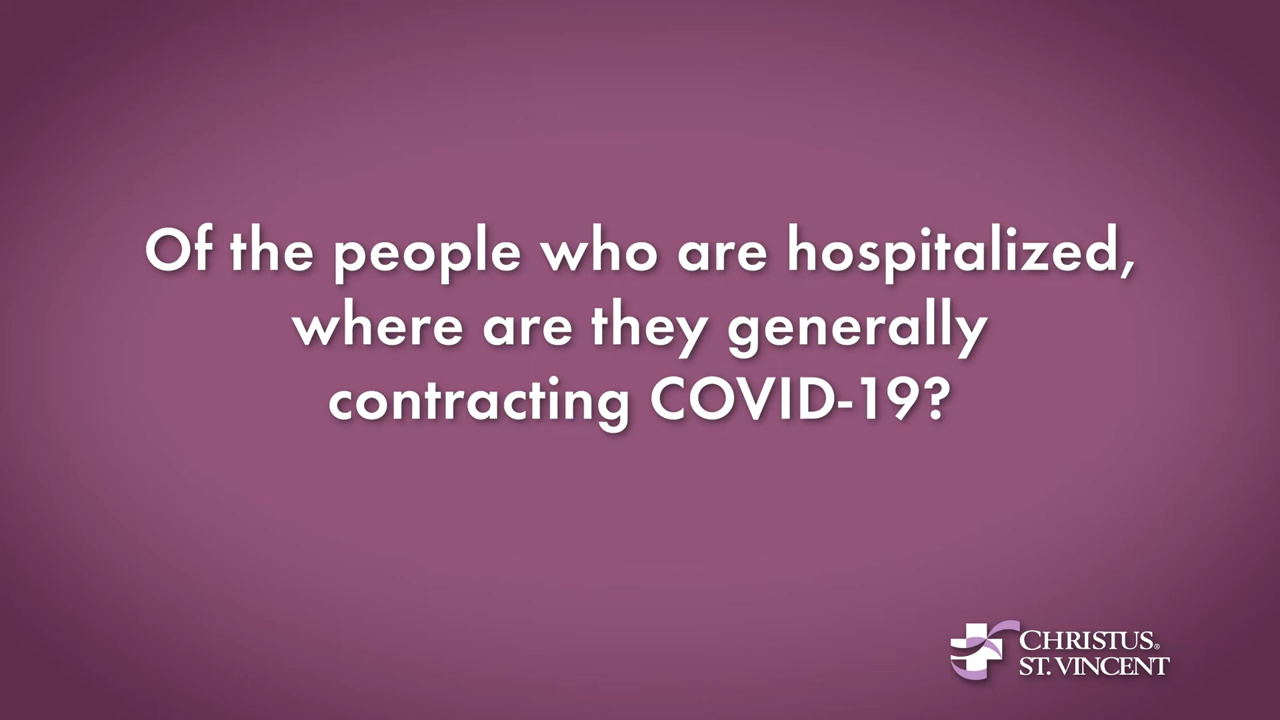 Of the people who are hospitalized,
where are they generally
contracting COVID-19?
CHRISTUS®
ST. VINCENT